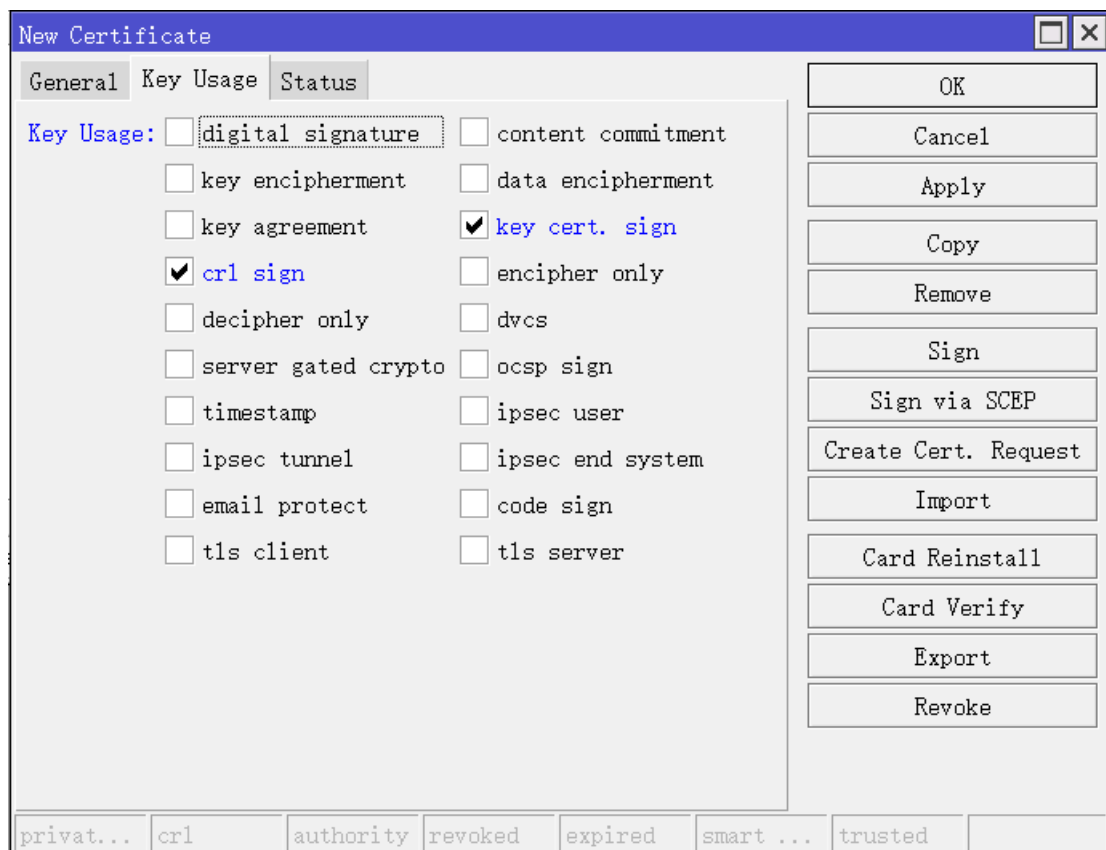 New Certificate
General Key Usage Status
OK
Key Usage: digital signature content commitment
Cancel
key encipherment data encipherment
Apply
key agreement key cert. sign
Copy
crl sign encipher only
Remove
decipher only dvcs
Sign
server gated crypto ocsp sign
Sign via SCEP
timestamp ipsec user
Create Cert. Request
ipsec tunnel ipsec end system
Import
email protect code sign
Card Reinstall
tls client tls server
Card Verify
Export
Revoke
privat... crl authority revoked expired smart ... trusted